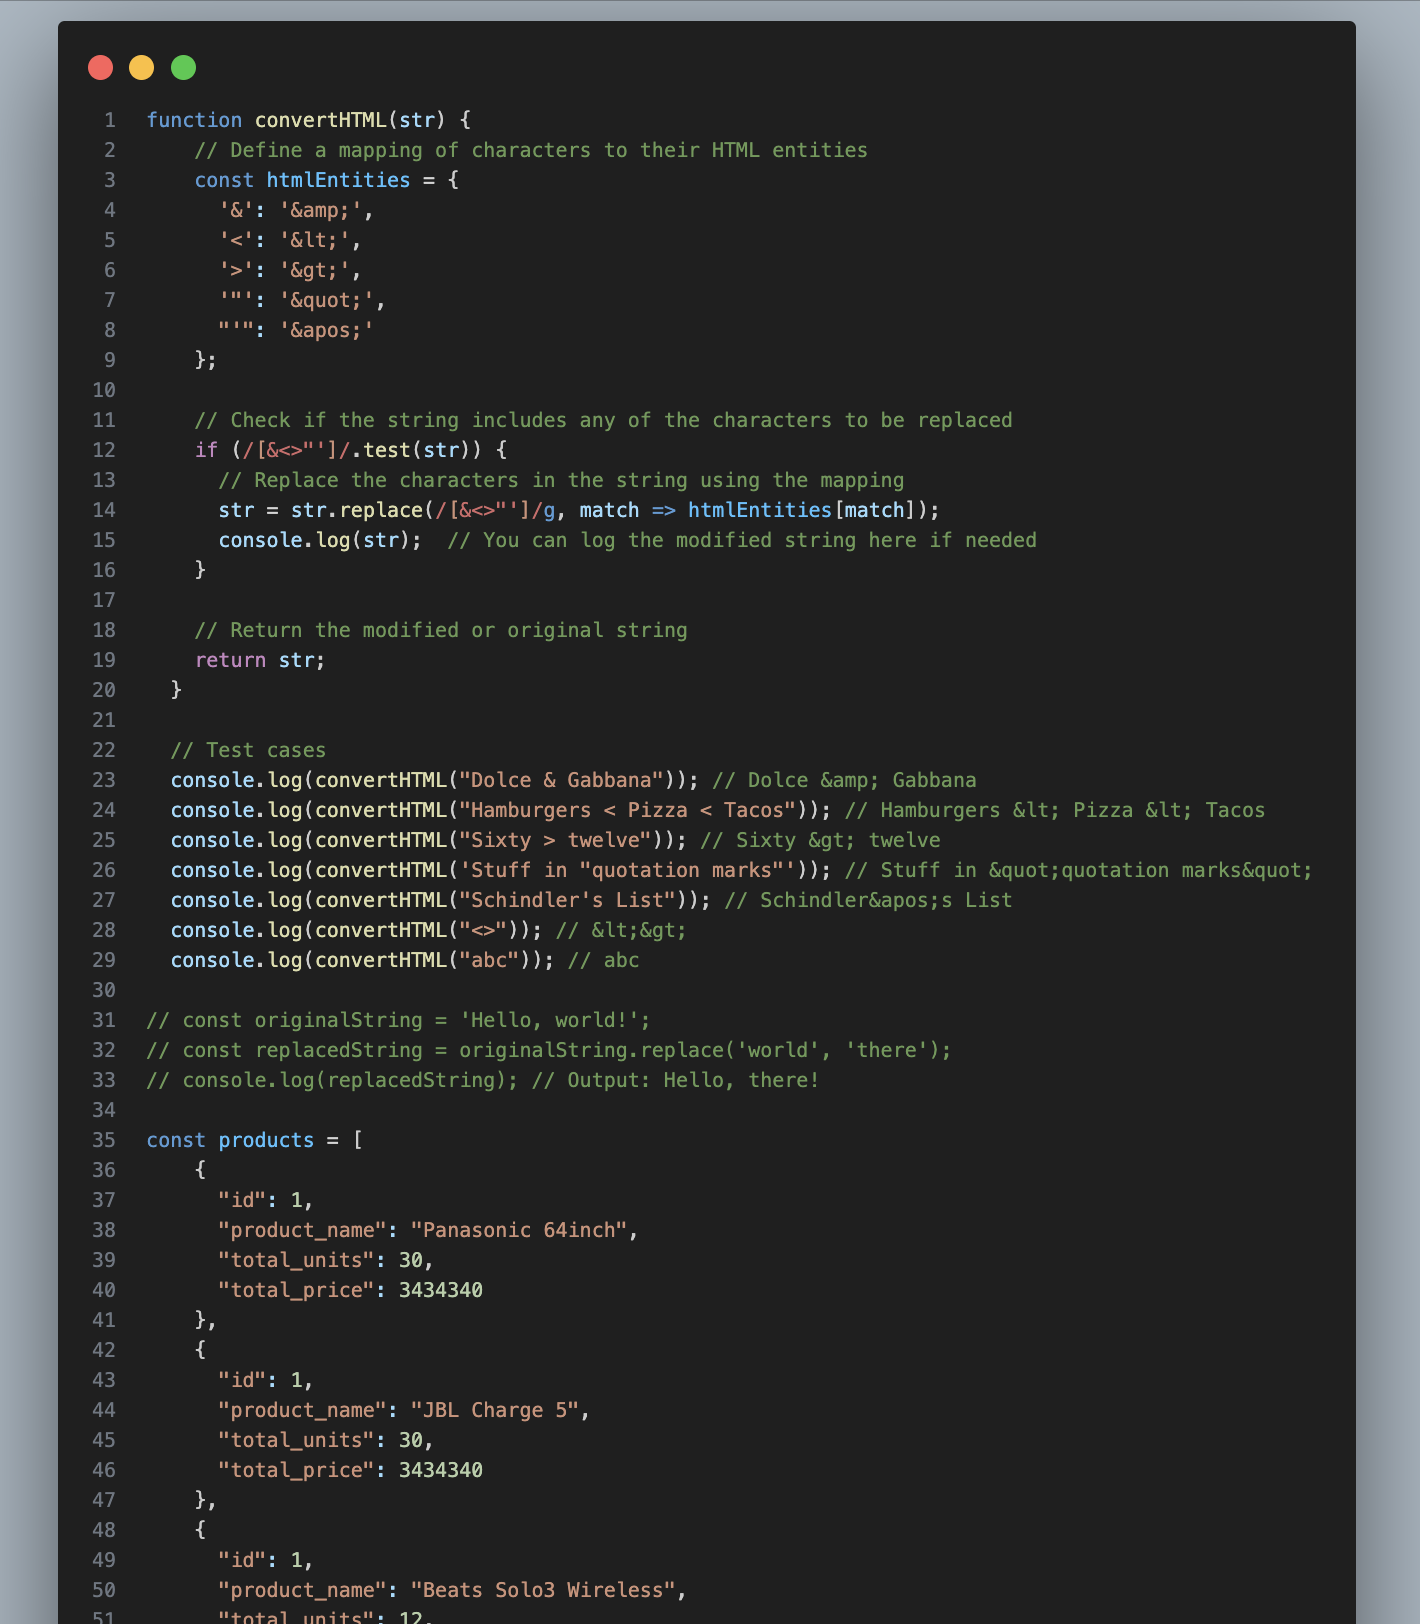 1 function convertHTML(str) {
2 // Define a mapping of characters to their HTML entities
3 const htmlEntities = {
4 '&': '&amp;',
5 '<': '&lt;',
6 '>': '&gt;',
7 '"': '&quot;',
8 "'": '&apos;'
9 };
10
11 // Check if the string includes any of the characters to be replaced
12 if (/[&<>"']/.test(str)) {
13 // Replace the characters in the string using the mapping
14 str = str.replace(/[&<>"']/g, match => htmlEntities[match]);
15 console.log(str);  // You can log the modified string here if needed
16 }
17
18 // Return the modified or original string
19 return str;
20 }
21
22 // Test cases
23 console.log(convertHTML("Dolce & Gabbana")); // Dolce &amp; Gabbana
24 console.log(convertHTML("Hamburgers < Pizza < Tacos")); // Hamburgers &lt; Pizza &lt; Tacos
25 console.log(convertHTML("Sixty > twelve")); // Sixty &gt; twelve
26 console.log(convertHTML('Stuff in "quotation marks"')); // Stuff in &quot;quotation marks&quot;
27 console.log(convertHTML("Schindler's List")); // Schindler&apos;s List
28 console.log(convertHTML("<>")); // &lt;&gt;
29 console.log(convertHTML("abc")); // abc
30
31 // const originalString = 'Hello, world!';
32 // const replacedString = originalString.replace('world', 'there');
33 // console.log(replacedString); // Output: Hello, there!
34
35 const products = [
36 {
37 "id": 1,
38 "product_name": "Panasonic 64inch",
39 "total_units": 30,
40 "total_price": 3434340
41 },
42 {
43 "id": 1,
44 "product_name": "JBL Charge 5",
45 "total_units": 30,
46 "total_price": 3434340
47 },
48 {
49 "id": 1,
50 "product_name": "Beats Solo3 Wireless",
51 "total_units": 12,